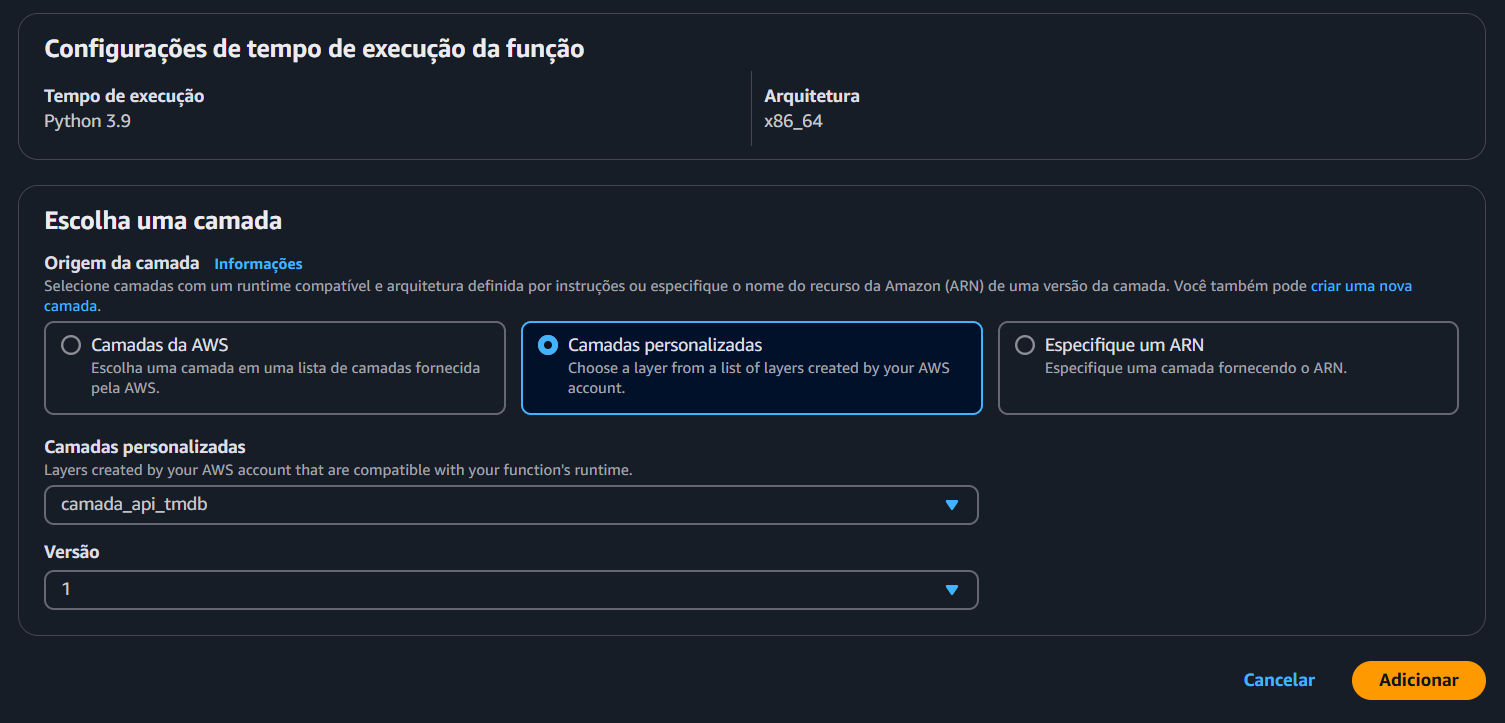 Configurações de tempo de execução da função
Tempo de execução
Python 3.9
Arquitetura
x86_64
Escolha uma camada
Origem da camada Informações
Selecione camadas com um runtime compatível e arquitetura definida por instruções ou especifique o nome do recurso da Amazon (ARN) de uma versão da camada. Você também pode criar uma nova
camada.
Camadas da AWS
Escolha uma camada em uma lista de camadas fornecida
pela AWS.
Camadas personalizadas
Choose a layer from a list of layers created by your AWS
account.
Especifique um ARN
Especifique uma camada fornecendo o ARN.
Camadas personalizadas
Layers created by your AWS account that are compatible with your function's runtime.
camada_api_tmdb
Versão
1
Cancelar
Adicionar